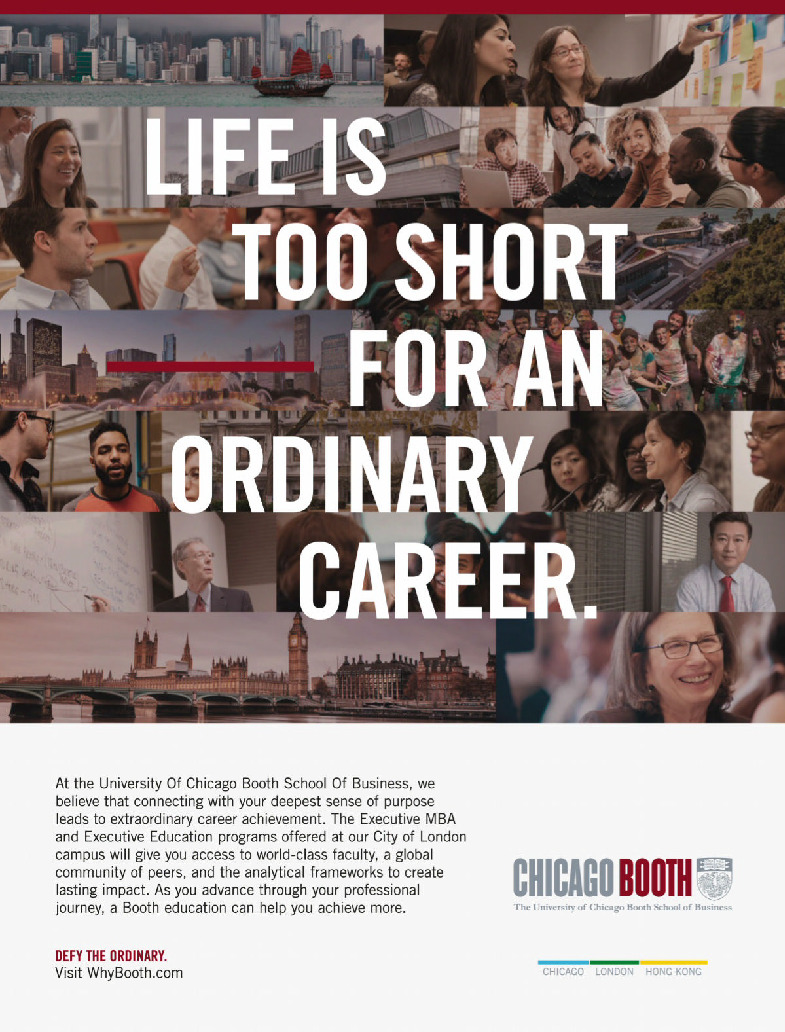 LIFE IS
TOO SHORT
FOR AN
ORDINARY
CAREER.
At the University Of Chicago Booth School Of Business, we
believe that connecting with your deepest sense of purpose
leads to extraordinary career achievement. The Executive MBA
and Executive Education programs offered at our City of London
campus will give you access to world-class faculty, a global
community of peers, and the analytical frameworks to create
lasting impact. As you advance through your professional
journey, a Booth education can help you achieve more.
DEFY THE ORDINARY.
Visit WhyBooth.com
CHICAGO BOOTH
The University of Chicago Booth School of Business
CHICAGO LONDON HONG KONG